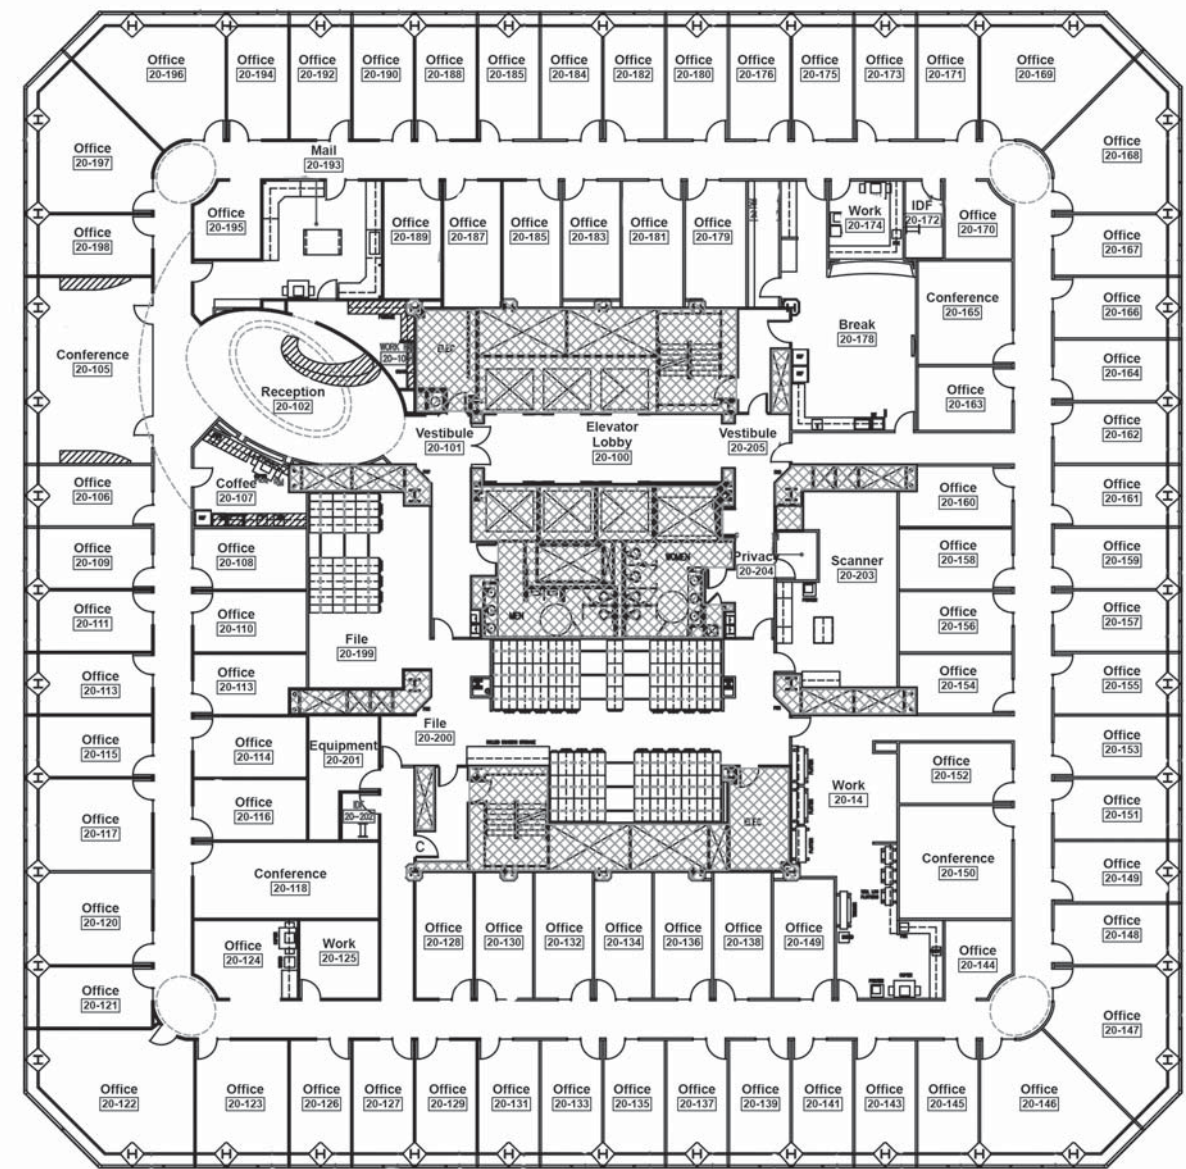 Office
20-196
Office
20-194
Office
20-192
Office
20-190
Office
20-188
Office
20-185
Office
20-184
Office
20-182
Office
20-180
Office
20-176
Office
20-175
Office
20-173
Office
20-171
Office
20-169
Office
20-197
Mail
20-193
Office
20-168
Office
20-195
Office
20-189
Office
20-187
Office
20-185
Office
20-183
Office
20-181
Office
20-179
Work
20-174
IDF
20-172
Office
20-170
Office
20-198
Office
20-167
Conference
20-165
Office
20-166
Conference
20-105
Break
20-178
ELEC
WORK
Office
20-164
Reception
20-102
Office
20-163
Vestibule
20-101
Elevator
Lobby
20-100
Vestibule
20-205
Office
20-162
Office
20-106
Coffee
20-107
Office
20-160
Office
20-161
Office
20-109
Office
20-108
WOMEN
Privacy
20-204
Scanner
20-203
Office
20-158
Office
20-159
Office
20-111
Office
20-110
MEN
Office
20-156
Office
20-157
File
20-199
Office
20-113
Office
20-113
Office
20-154
Office
20-155
File
20-200
Office
20-115
Office
20-114
Equipment
20-201
Office
20-152
Office
20-153
Work
20-14
Office
20-117
Office
20-116
20-202
ELEC
Office
20-151
C
Conference
20-150
Conference
20-118
Office
20-149
Office
20-120
Office
20-124
Work
20-125
Office
20-128
Office
20-130
Office
20-132
Office
20-134
Office
20-136
Office
20-138
Office
20-149
Office
20-144
Office
20-148
Office
20-121
Office
20-147
Office
20-122
Office
20-123
Office
20-126
Office
20-127
Office
20-129
Office
20-131
Office
20-133
Office
20-135
Office
20-137
Office
20-139
Office
20-141
Office
20-143
Office
20-145
Office
20-146